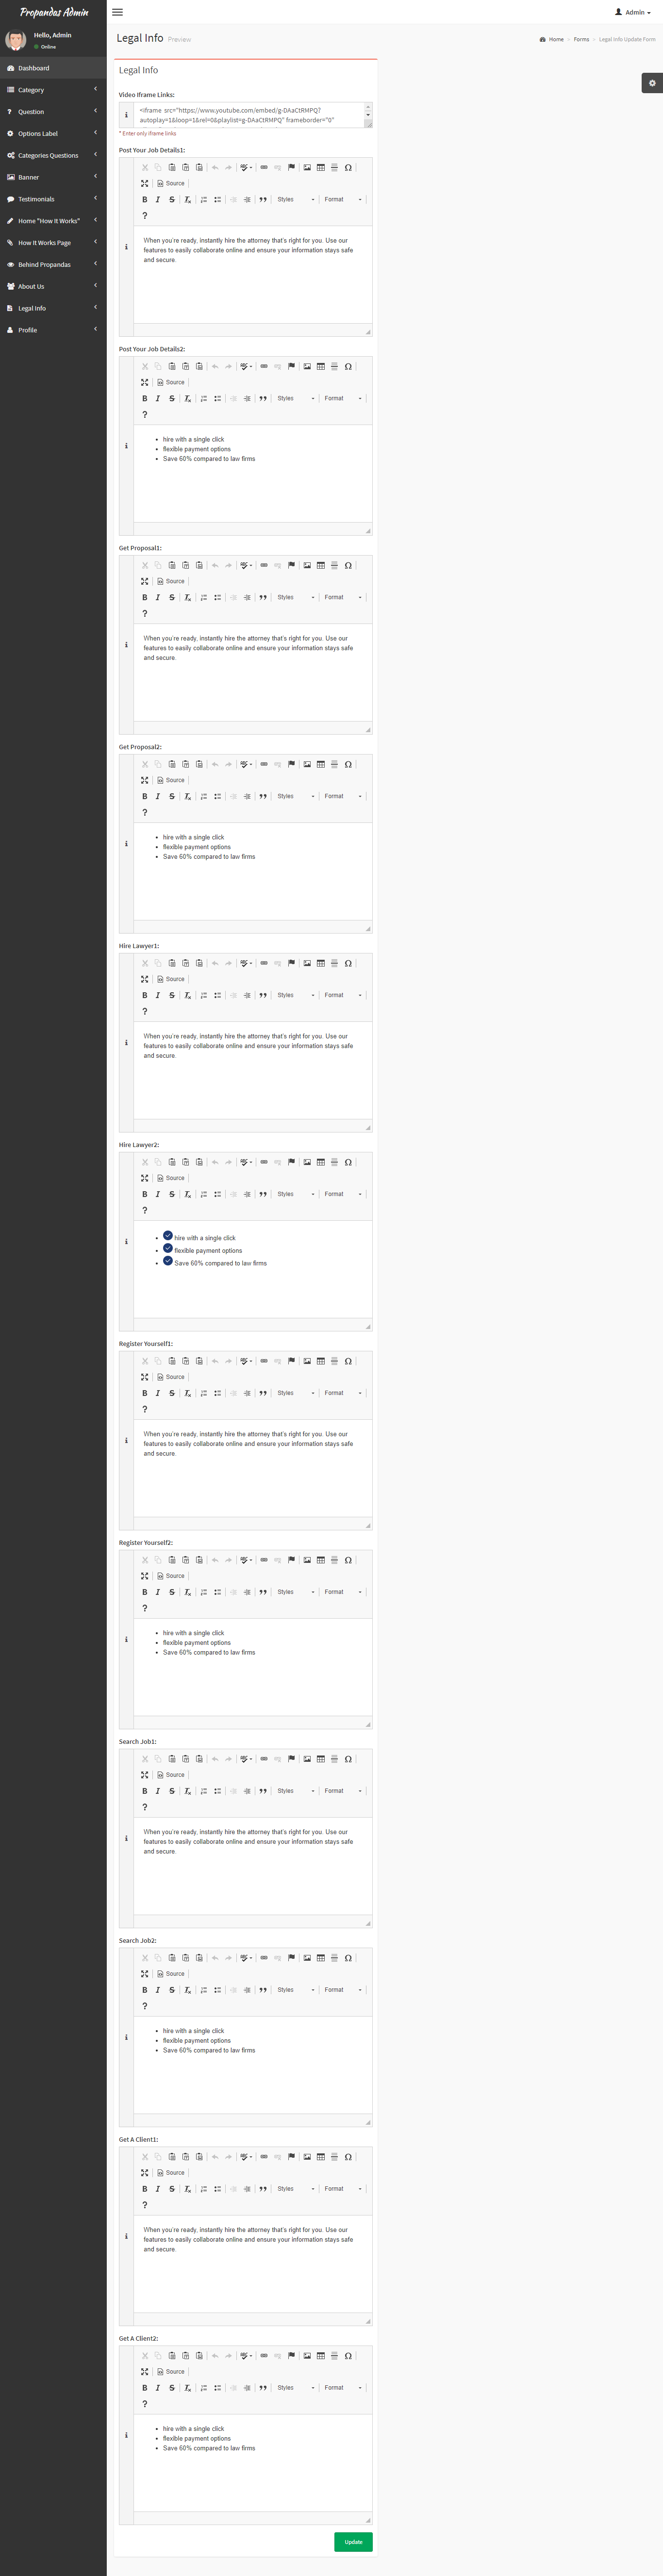 Propandas Admin
Admin
Hello, Admin
Online
Dashboard
Category
Question
Options Label
Categories Questions
Banner
Testimonials
Home "How It Works"
How It Works Page
Behind Propandas
About Us
Legal Info
Profile
Legal Info Preview
Home > Forms > Legal Info Update Form
Legal Info
Video Iframe Links:
<iframe src="https://www.youtube.com/embed/g-DAaCtRMPQ?
autoplay=1&loop=1&rel=0&playlist=g-DAaCtRMPQ" frameborder="0"
* Enter only iframe links
Post Your Job Details1:
Source
B I S Styles Format
?
When you're ready, instantly hire the attorney that's right for you. Use our
features to easily collaborate online and ensure your information stays safe
and secure.
Post Your Job Details2:
Source
B I S Styles Format
?
hire with a single click
flexible payment options
Save 60% compared to law firms
Get Proposal1:
Source
B I S Styles Format
?
When you're ready, instantly hire the attorney that's right for you. Use our
features to easily collaborate online and ensure your information stays safe
and secure.
Get Proposal2:
Source
B I S Styles Format
?
hire with a single click
flexible payment options
Save 60% compared to law firms
Hire Lawyer1:
Source
B I S Styles Format
?
When you're ready, instantly hire the attorney that's right for you. Use our
features to easily collaborate online and ensure your information stays safe
and secure.
Hire Lawyer2:
Source
B I S Styles Format
?
hire with a single click
flexible payment options
Save 60% compared to law firms
Register Yourself1:
Source
B I S Styles Format
?
When you're ready, instantly hire the attorney that's right for you. Use our
features to easily collaborate online and ensure your information stays safe
and secure.
Register Yourself2:
Source
B I S Styles Format
?
hire with a single click
flexible payment options
Save 60% compared to law firms
Search Job1:
Source
B I S Styles Format
?
When you're ready, instantly hire the attorney that's right for you. Use our
features to easily collaborate online and ensure your information stays safe
and secure.
Search Job2:
Source
B I S Styles Format
?
hire with a single click
flexible payment options
Save 60% compared to law firms
Get A Client1:
Source
B I S Styles Format
?
When you're ready, instantly hire the attorney that's right for you. Use our
features to easily collaborate online and ensure your information stays safe
and secure.
Get A Client2:
Source
B I S Styles Format
?
hire with a single click
flexible payment options
Save 60% compared to law firms
Update